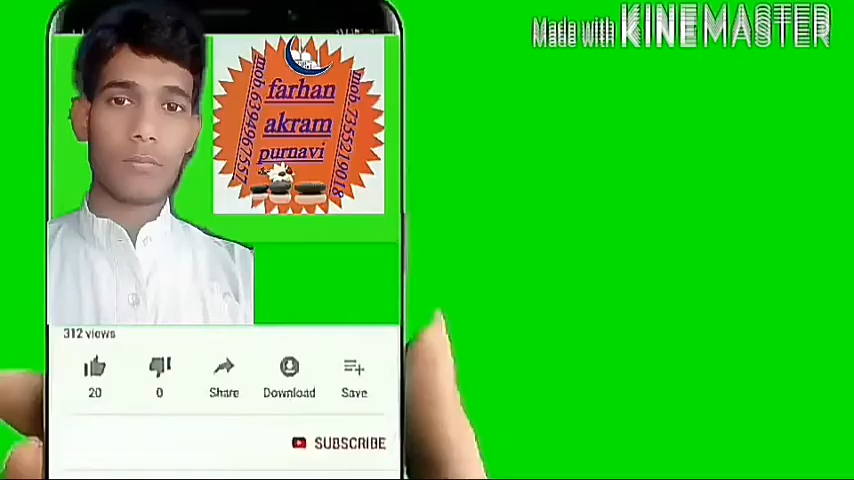 Made with KINEMASTER
farhan
akram
purnavi
mob.6394967557
mob.7355219018
312 views
20
0
Share
Download
Save
SUBSCRIBE